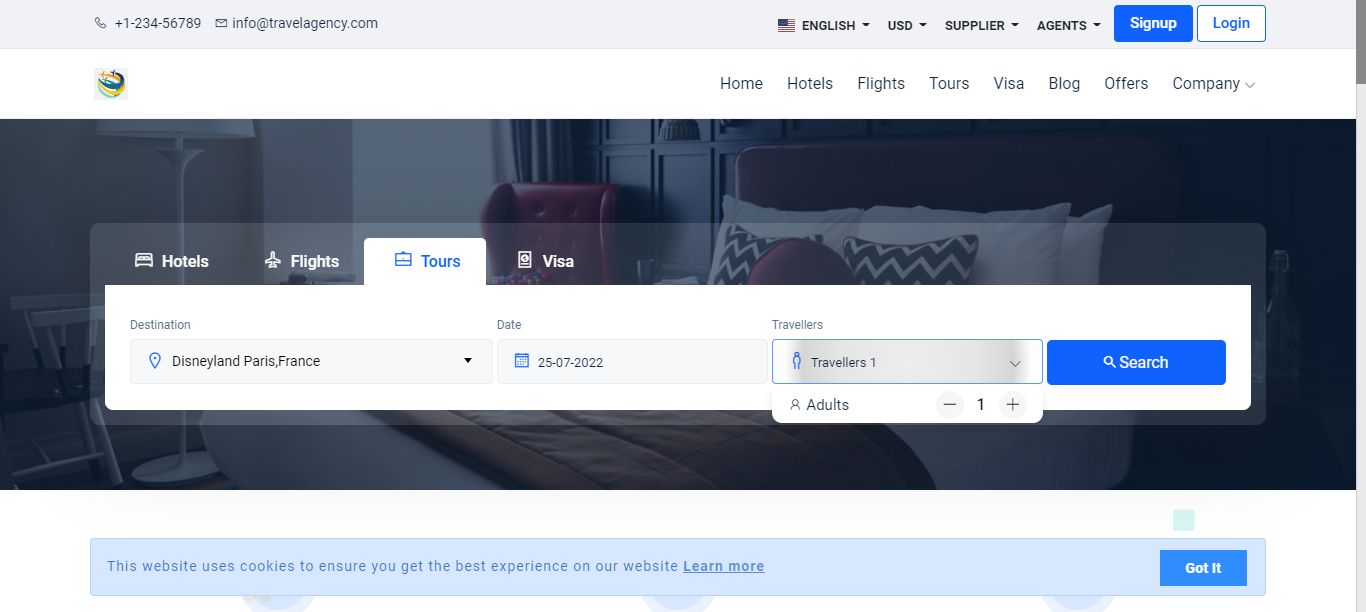 +1-234-56789 info@travelagency.com ENGLISH USD SUPPLIER AGENTS Signup Login
Home Hotels Flights Tours Visa Blog Offers Company
Hotels Flights Tours Visa
Destination Date Travellers
Disneyland Paris,France 25-07-2022 Travellers 1 Search
Adults 1
This website uses cookies to ensure you get the best experience on our website Learn more Got It